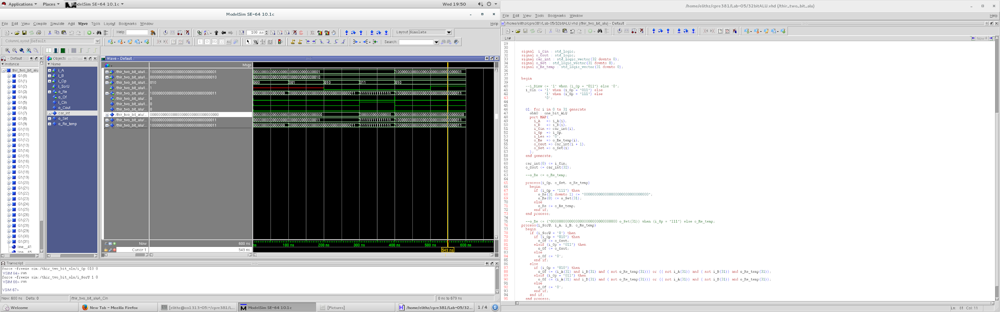 Applications
Places
ModelSim SE-64 10.1c
Wed 19:50
ModelSim SE-64 10.1c
File Edit View Compile Simulate Add Wave Tools Layout Bookmarks Window
Help
Help
100 ns
Layout Simulate
ColumnLayout Default
Search:
- Default
Instance
thir_two_bit_alu
G1(0)
G1(1)
G1(2)
G1(3)
G1(4)
G1(5)
G1(6)
G1(7)
G1(8)
G1(9)
G1(10)
G1(11)
G1(12)
G1(13)
G1(14)
G1(15)
G1(16)
G1(17)
G1(18)
G1(19)
G1(20)
G1(21)
G1(22)
G1(23)
G1(24)
G1(25)
G1(26)
G1(27)
G1(28)
G1(29)
G1(30)
G1(31)
line__41
line__65
Objects
Name
i_A
i_B
i_Op
i_SorU
o_Re
o_Of
i_Cin
o_Cout
car_int
o_Set
o_Re_temp
Wave - Default
Msgs
/thir_two_bit_alu/i...
/thir_two_bit_alu/i...
/thir_two_bit_alu/i... 010
/thir_two_bit_alu/i... 1
/thir_two_bit_alu/...
/thir_two_bit_alu/... 0
/thir_two_bit_alu/... 0
/thir_two_bit_alu/... 0
/thir_two_bit_alu/...
/thir_two_bit_alu/...
/thir_two_bit_alu/...
000 001 010 011 010
Now 600 ns
Cursor 1 549 ns
ns 100 ns 200 ns 300 ns 400 ns 500 ns 600 ns
549 ns
Transcript
force -freeze sim:/thir_two_bit_alu/i_Op 010 0
VSIM 64> run
force -freeze sim:/thir_two_bit_alu/i_SorU 1 0
VSIM 66> run
VSIM 67>
Now: 600 ns Delta: 0
/thir_two_bit_alu/i_Cin
0 ns to 679 ns
Welcome
New Tab - Mozilla Firefox
[elithz@co1313-05:~/cpre381/L...
ModelSim SE-64 10.1c
[Pictures]
/home/elithz/cpre381/Lab-05/32...
1 / 4
1
/home/elithz/cpre381/Lab-05/32bitALU.vhd (/thir_two_bit_alu)
File Edit View Tools Bookmarks Window
Help
/home/elithz/cpre381/Lab-05/32bitALU.vhd (/thir_two_bit_alu) - Default
Ln#
Now
29
30
31 signal i_Cin : std_logic;
32 signal o_Cout : std_logic;
33 signal car_int : std_logic_vector(32 downto 0);
34 signal o_Set : std_logic_vector(31 downto 0);
35 signal o_Re_temp : std_logic_vector(31 downto 0);
36
37
38 begin
39
40 --i_Binv <= '1' when (i_Op = "011") else '0';
41 i_Cin <= '1' when (i_Op = "011") else
42 '1' when (i_Op = "111") else
43 '0';
44
45
46 G1: for i in 0 to 31 generate
47 obA0 : one_bit_ALU
48 port MAP(
49 i_A => i_A(i),
50 i_B => i_B(i),
51 i_Cin => car_int(i),
52 i_Op => i_Op,
53 i_Les => '0',
54 o_Re => o_Re_temp(i),
55 o_Cout => car_int(i + 1),
56 o_Set => o_Set(i)
57 );
58 end generate;
59
60 car_int(0) <= i_Cin;
61 o_Cout <= car_int(32);
62
63 --o_Re <= o_Re_temp;
64
65 process(i_Op, o_Set, o_Re_temp)
66 begin
67 if (i_Op = "111") then
68 o_Re(31 downto 1) <= "0000000000000000000000000000000";
69 o_Re(0) <= o_Set(31);
70 else
71 o_Re <= o_Re_temp;
72 end if;
73 end process;
74
75 --o_Re <= ("0000000000000000000000000000000 o_Set(31)) when (i_Op = "111") else o_Re_temp;
76 process(i_SorU, i_A, i_B, o_Re_temp)
77 begin
78 if (i_SorU = '0') then
79 if (i_Op = "010") then
80 o_Of <= o_Cout;
81 elsif (i_Op = "011") then
82 o_Of <= o_Cout;
83 else
84 o_Of <= '0';
85 end if;
86 else
87 if (i_Op = "010") then
88 o_Of <= (i_A(31) and i_B(31) and ( not o_Re_temp(31))) or (( not i_A(31)) and ( not i_B(31)) and o_Re_temp(31));
89 elsif (i_Op = "011") then
90 o_Of <= (i_A(31) and i_B(31) and ( not o_Re_temp(31))) or (( not i_A(31)) and ( not i_B(31)) and o_Re_temp(31));
91 else
92 o_Of <= '0';
93 end if;
94 end if;
95 end process;
Ln: 81 Col: 11